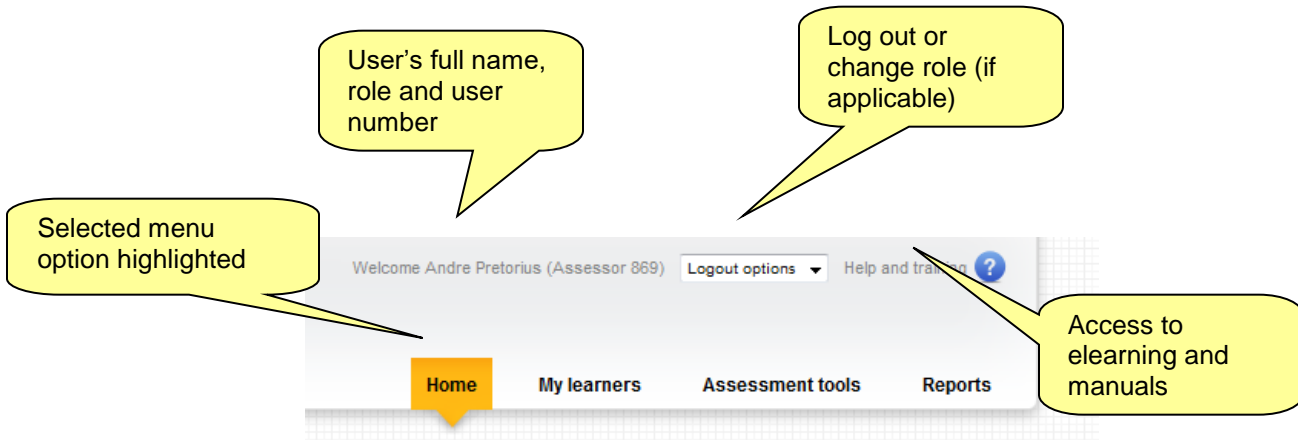 User’s full name,
role and user
number
Log out or
change role (if
applicable)
Selected menu
option highlighted
Welcome Andre Pretorius (Assessor 869) Logout options Help and training ?
Access to
elearning and
manuals
Home My learners Assessment tools Reports